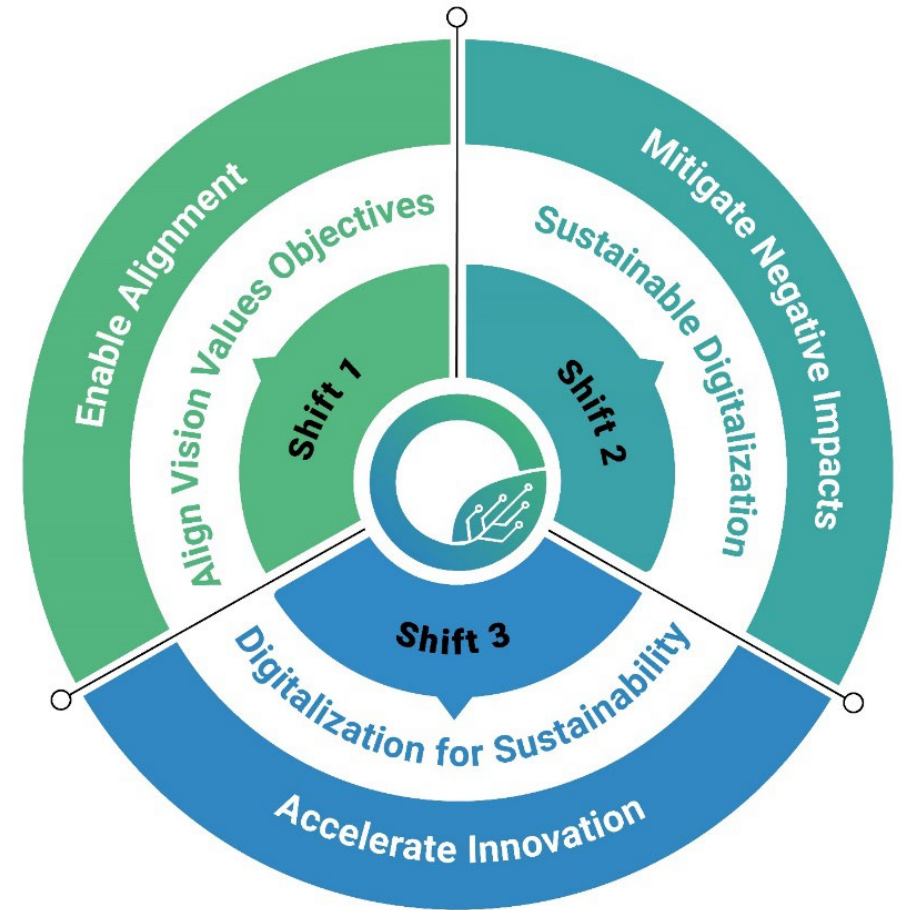 Enable Alignment
Align Vision Values Objectives
Shift 1
Mitigate Negative Impacts
Sustainable Digitalization
Shift 2
Shift 3
Digitalization for Sustainability
Accelerate Innovation